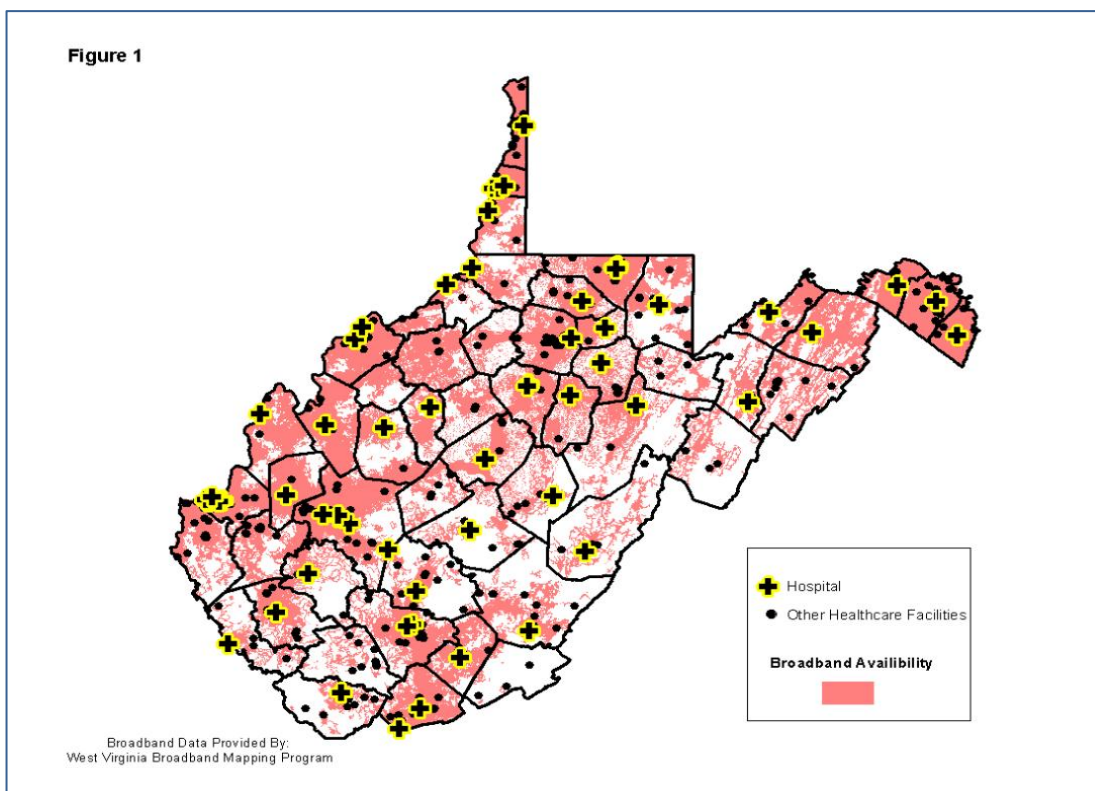 Figure 1
Hospital
Other Healthcare Facilities
Broadband Availibility
Broadband Data Provided By:
West Virginia Broadband Mapping Program